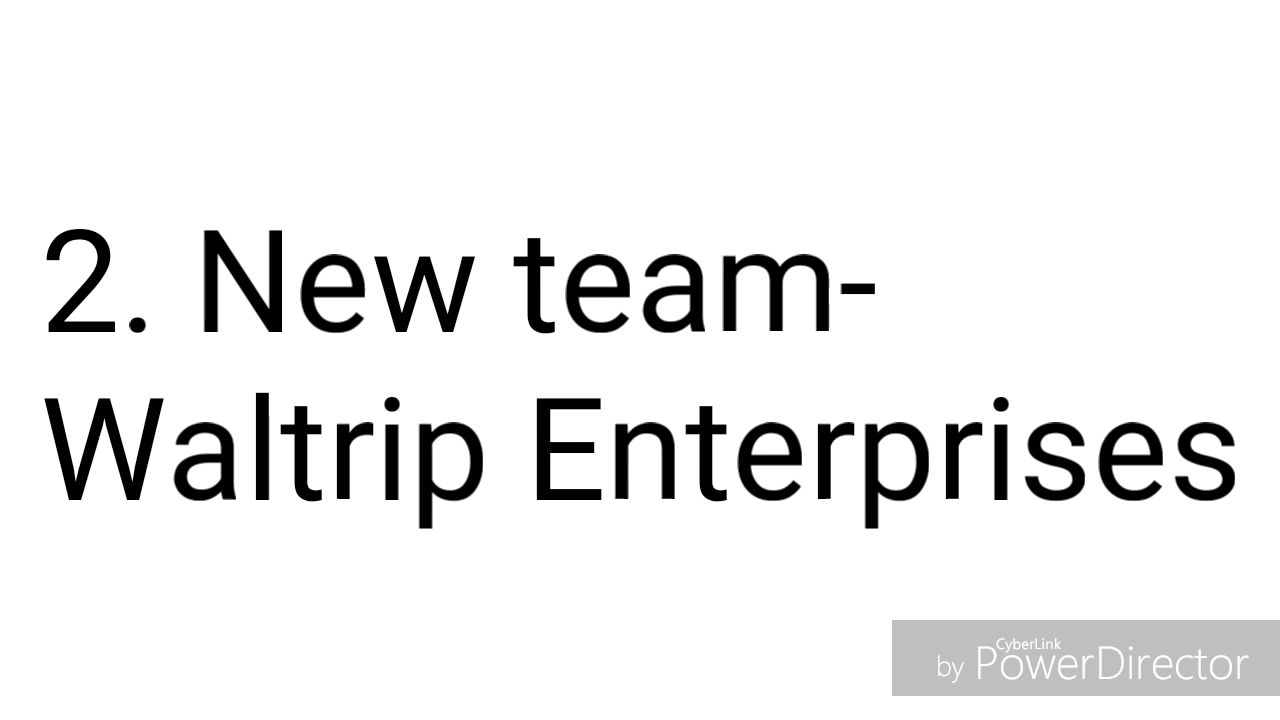 2. New team-
Waltrip Enterprises
CyberLink
by PowerDirector